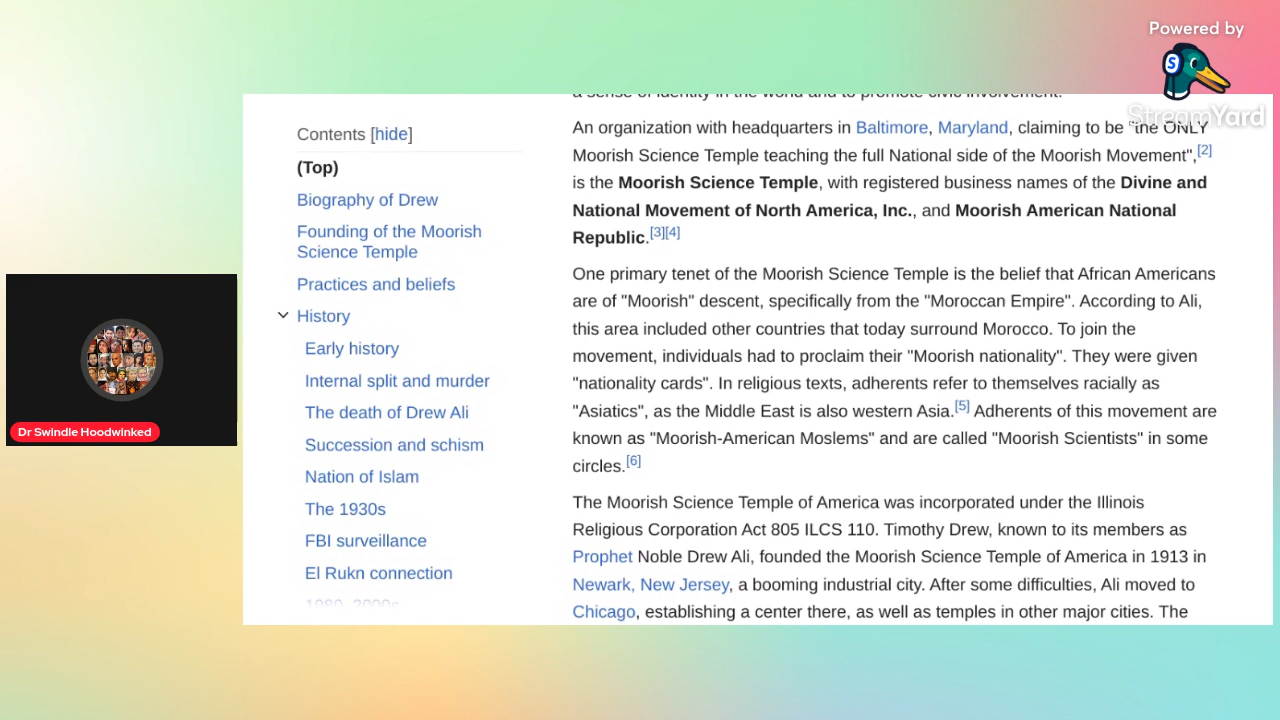 Powered by
StreamYard
a sense of identity in the world and to promote civic involvement.
Contents [hide]
(Top)
Biography of Drew
Founding of the Moorish
Science Temple
Practices and beliefs
History
Early history
Internal split and murder
The death of Drew Ali
Succession and schism
Nation of Islam
The 1930s
FBI surveillance
El Rukn connection
1980–2000s
An organization with headquarters in Baltimore, Maryland, claiming to be "the ONLY
Moorish Science Temple teaching the full National side of the Moorish Movement",[2]
is the Moorish Science Temple, with registered business names of the Divine and
National Movement of North America, Inc., and Moorish American National
Republic.[3][4]
One primary tenet of the Moorish Science Temple is the belief that African Americans
are of "Moorish" descent, specifically from the "Moroccan Empire". According to Ali,
this area included other countries that today surround Morocco. To join the
movement, individuals had to proclaim their "Moorish nationality". They were given
"nationality cards". In religious texts, adherents refer to themselves racially as
"Asiatics", as the Middle East is also western Asia.[5] Adherents of this movement are
known as "Moorish-American Moslems" and are called "Moorish Scientists" in some
circles.[6]
The Moorish Science Temple of America was incorporated under the Illinois
Religious Corporation Act 805 ILCS 110. Timothy Drew, known to its members as
Prophet Noble Drew Ali, founded the Moorish Science Temple of America in 1913 in
Newark, New Jersey, a booming industrial city. After some difficulties, Ali moved to
Chicago, establishing a center there, as well as temples in other major cities. The
Dr Swindle Hoodwinked